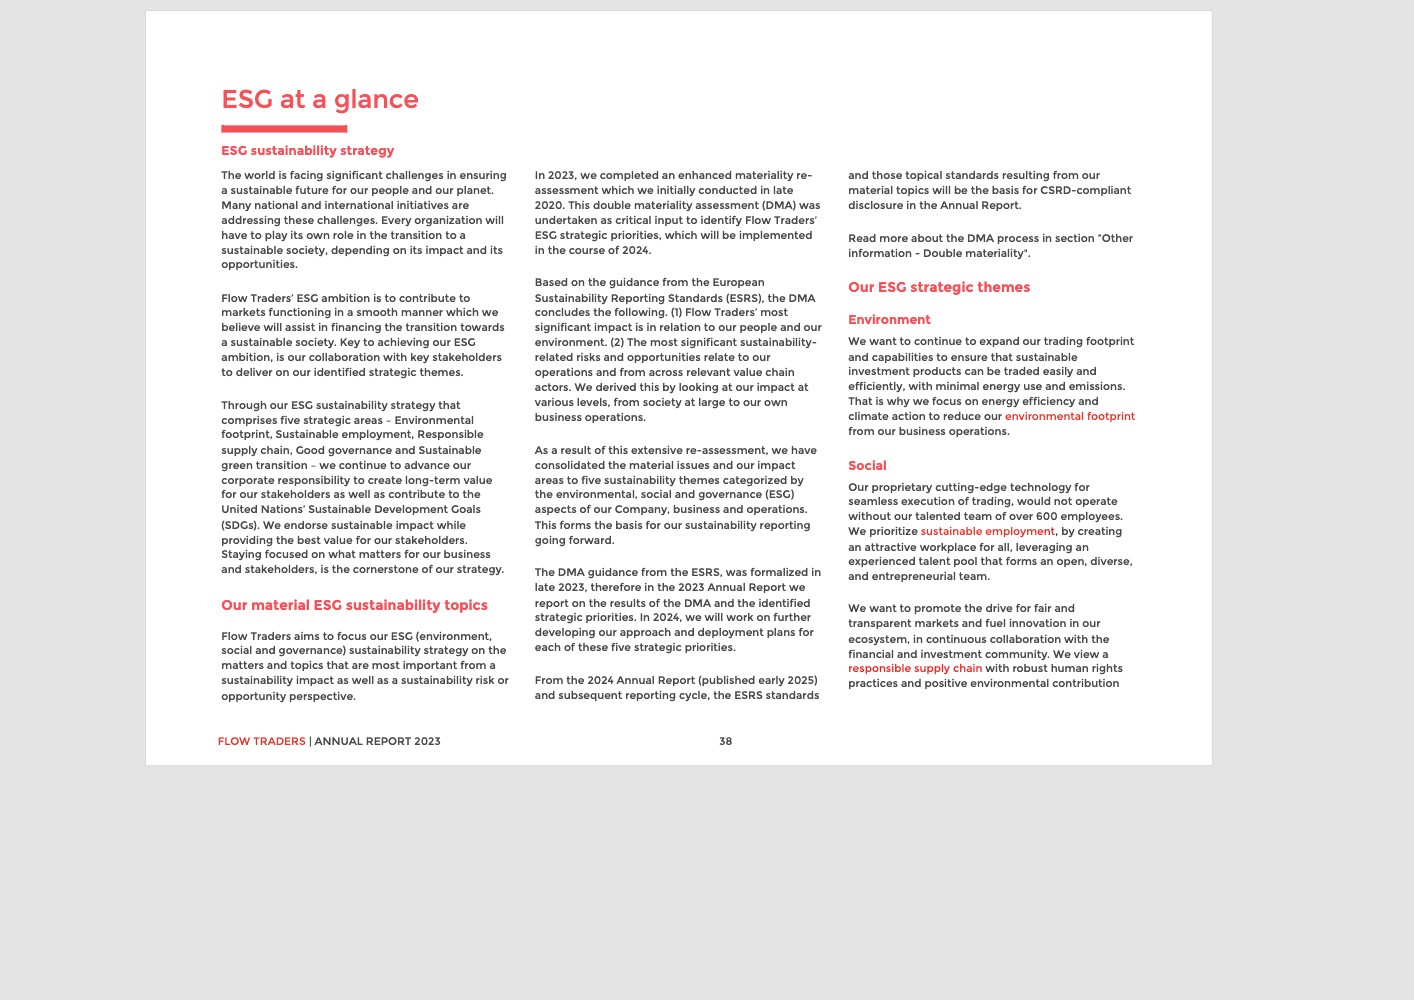 ESG at a glance
ESG sustainability strategy
The world is facing significant challenges in ensuring
a sustainable future for our people and our planet.
Many national and international initiatives are
addressing these challenges. Every organization will
have to play its own role in the transition to a
sustainable society, depending on its impact and its
opportunities.
Flow Traders’ ESG ambition is to contribute to
markets functioning in a smooth manner which we
believe will assist in financing the transition towards
a sustainable society. Key to achieving our ESG
ambition, is our collaboration with key stakeholders
to deliver on our identified strategic themes.
Through our ESG sustainability strategy that
comprises five strategic areas – Environmental
footprint, Sustainable employment, Responsible
supply chain, Good governance and Sustainable
green transition – we continue to advance our
corporate responsibility to create long-term value
for our stakeholders as well as contribute to the
United Nations’ Sustainable Development Goals
(SDGs). We endorse sustainable impact while
providing the best value for our stakeholders.
Staying focused on what matters for our business
and stakeholders, is the cornerstone of our strategy.
Our material ESG sustainability topics
Flow Traders aims to focus our ESG (environment,
social and governance) sustainability strategy on the
matters and topics that are most important from a
sustainability impact as well as a sustainability risk or
opportunity perspective.
In 2023, we completed an enhanced materiality re-
assessment which we initially conducted in late
2020. This double materiality assessment (DMA) was
undertaken as critical input to identify Flow Traders’
ESG strategic priorities, which will be implemented
in the course of 2024.
Based on the guidance from the European
Sustainability Reporting Standards (ESRS), the DMA
concludes the following. (1) Flow Traders’ most
significant impact is in relation to our people and our
environment. (2) The most significant sustainability-
related risks and opportunities relate to our
operations and from across relevant value chain
actors. We derived this by looking at our impact at
various levels, from society at large to our own
business operations.
As a result of this extensive re-assessment, we have
consolidated the material issues and our impact
areas to five sustainability themes categorized by
the environmental, social and governance (ESG)
aspects of our Company, business and operations.
This forms the basis for our sustainability reporting
going forward.
The DMA guidance from the ESRS, was formalized in
late 2023, therefore in the 2023 Annual Report we
report on the results of the DMA and the identified
strategic priorities. In 2024, we will work on further
developing our approach and deployment plans for
each of these five strategic priorities.
From the 2024 Annual Report (published early 2025)
and subsequent reporting cycle, the ESRS standards
and those topical standards resulting from our
material topics will be the basis for CSRD-compliant
disclosure in the Annual Report.
Read more about the DMA process in section "Other
information - Double materiality".
Our ESG strategic themes
Environment
We want to continue to expand our trading footprint
and capabilities to ensure that sustainable
investment products can be traded easily and
efficiently, with minimal energy use and emissions.
That is why we focus on energy efficiency and
climate action to reduce our environmental footprint
from our business operations.
Social
Our proprietary cutting-edge technology for
seamless execution of trading, would not operate
without our talented team of over 600 employees.
We prioritize sustainable employment, by creating
an attractive workplace for all, leveraging an
experienced talent pool that forms an open, diverse,
and entrepreneurial team.
We want to promote the drive for fair and
transparent markets and fuel innovation in our
ecosystem, in continuous collaboration with the
financial and investment community. We view a
responsible supply chain with robust human rights
practices and positive environmental contribution
FLOW TRADERS | ANNUAL REPORT 2023
38